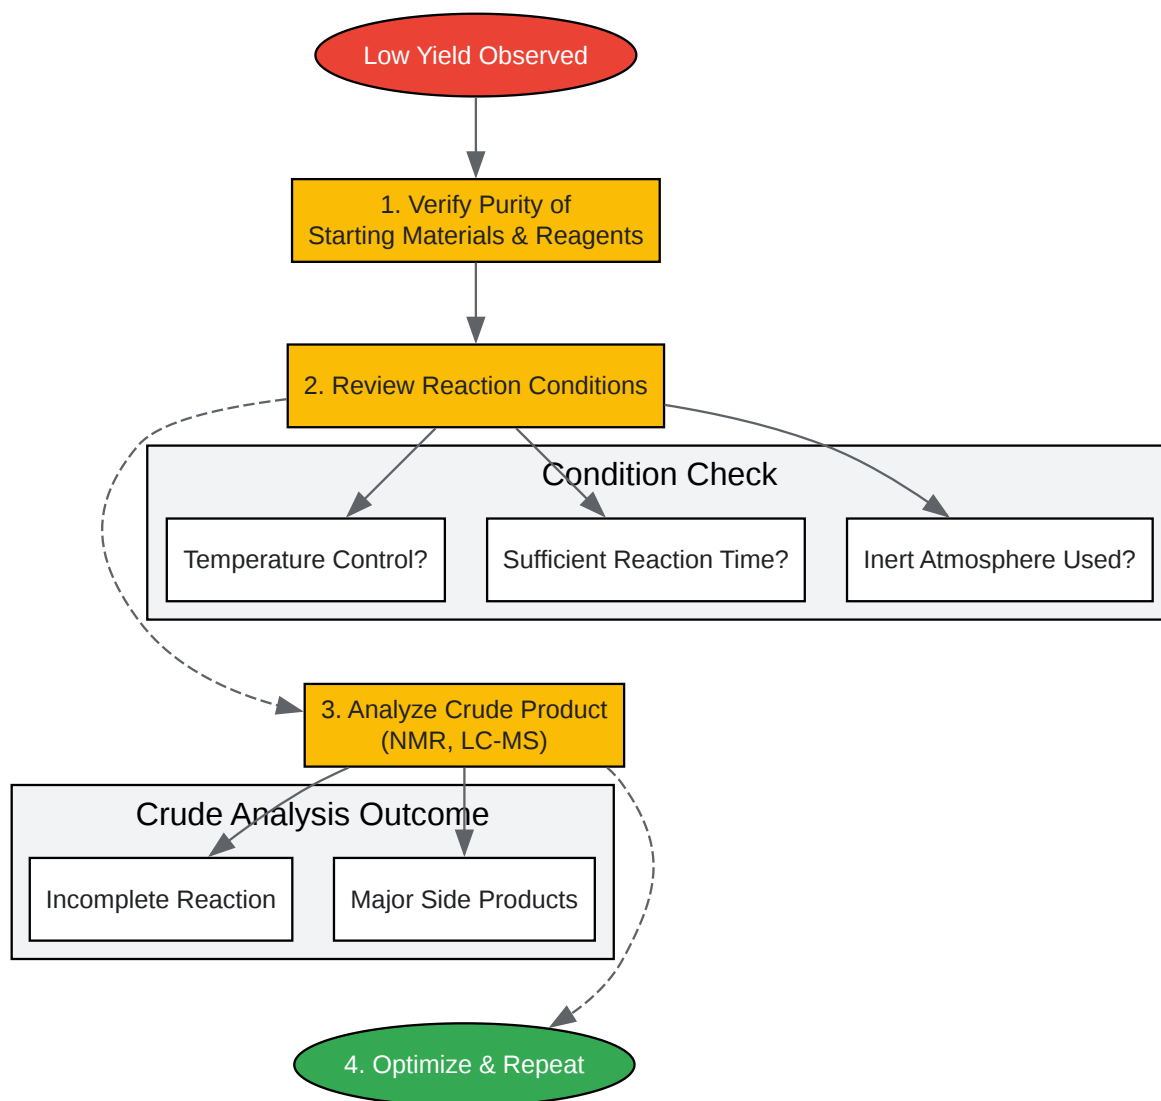 Low Yield Observed
1. Verify Purity of
Starting Materials & Reagents
2. Review Reaction Conditions
Condition Check
Temperature Control?
Sufficient Reaction Time?
Inert Atmosphere Used?
3. Analyze Crude Product
(NMR, LC-MS)
Crude Analysis Outcome
Incomplete Reaction
Major Side Products
4. Optimize & Repeat